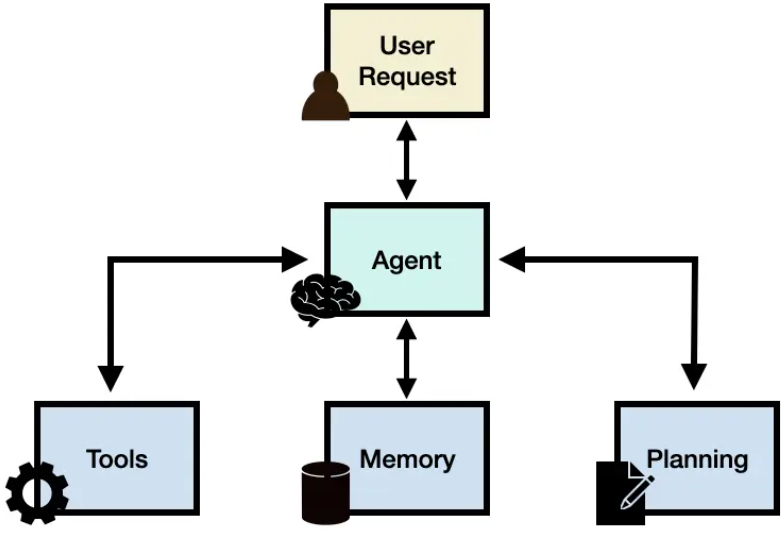 User
Request
Agent
Tools
Memory
Planning